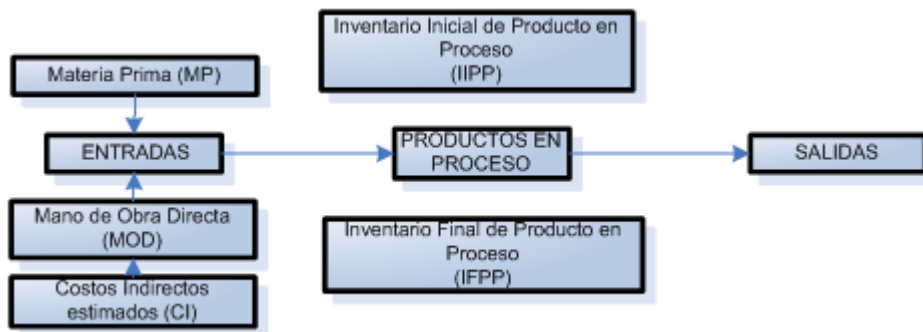 Inventario Inicial de Producto en
Proceso
(IIPP)
Materia Prima (MP)
ENTRADAS
PRODUCTOS EN
PROCESO
SALIDAS
Mano de Obra Directa
(MOD)
Inventario Final de Producto en
Proceso
(IFPP)
Costos Indirectos
estimados (CI)